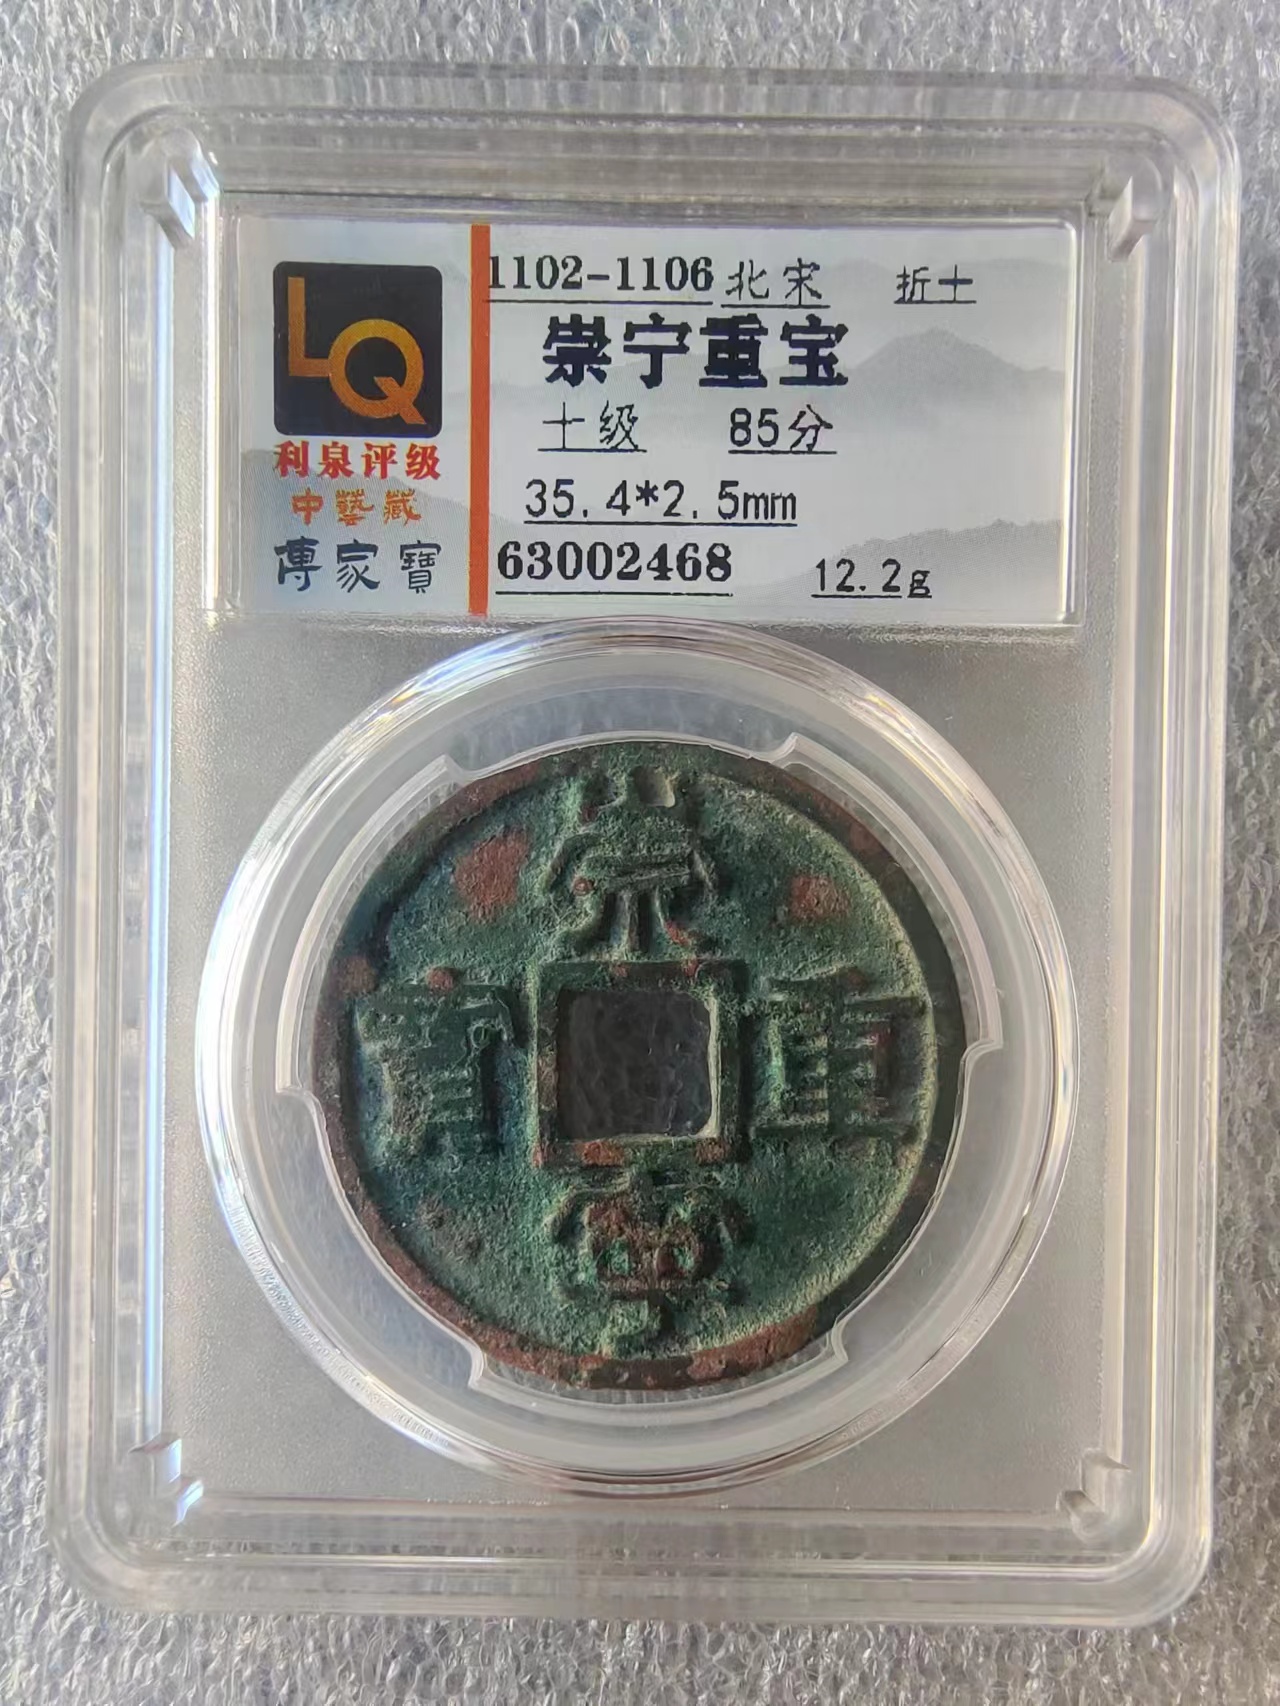 LQ
利泉评级
中藝藏
傳家寶
1102-1106 北宋 折十
崇宁重宝
十级 85分
35.4*2.5mm
63002468 12.2g
崇
寳 重
寧